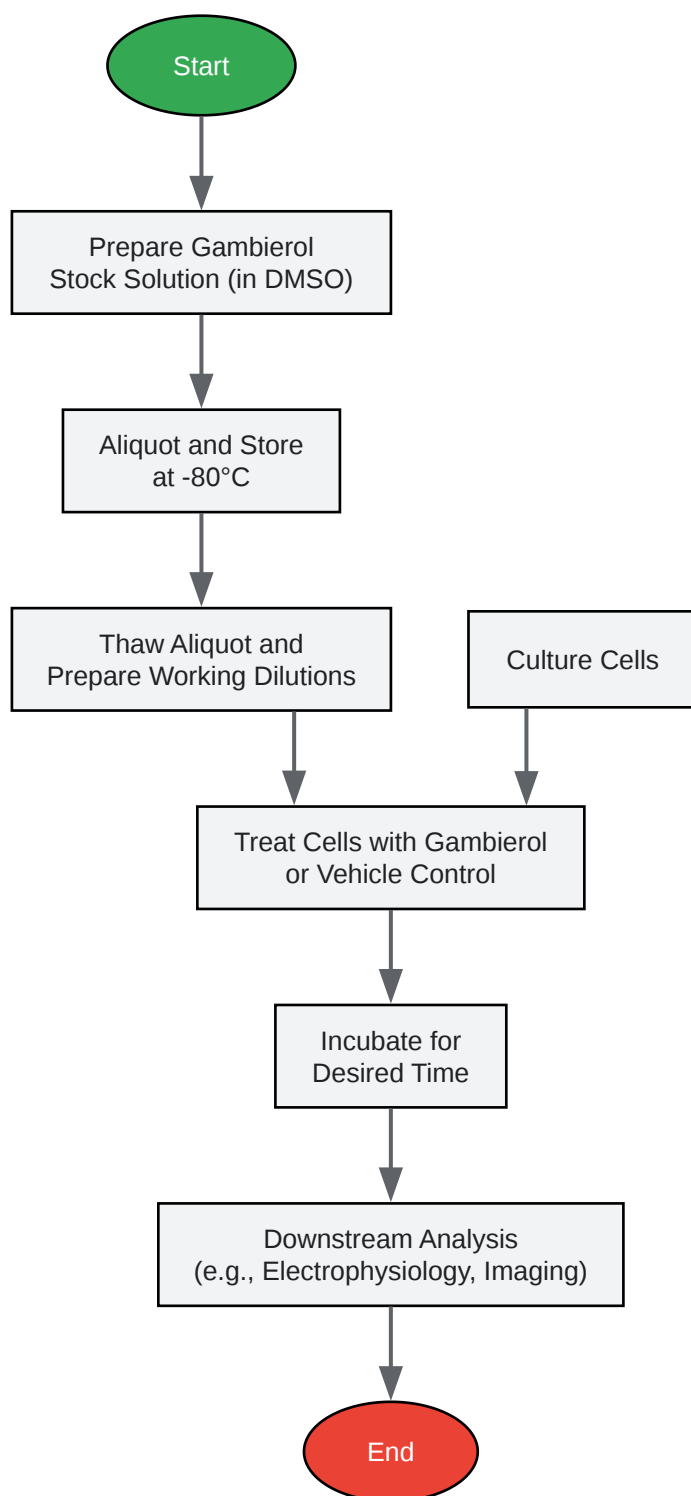 Start
Prepare Gambierol
Stock Solution (in DMSO)
Aliquot and Store
at -80°C
Thaw Aliquot and
Prepare Working Dilutions
Culture Cells
Treat Cells with Gambierol
or Vehicle Control
Incubate for
Desired Time
Downstream Analysis
(e.g., Electrophysiology, Imaging)
End